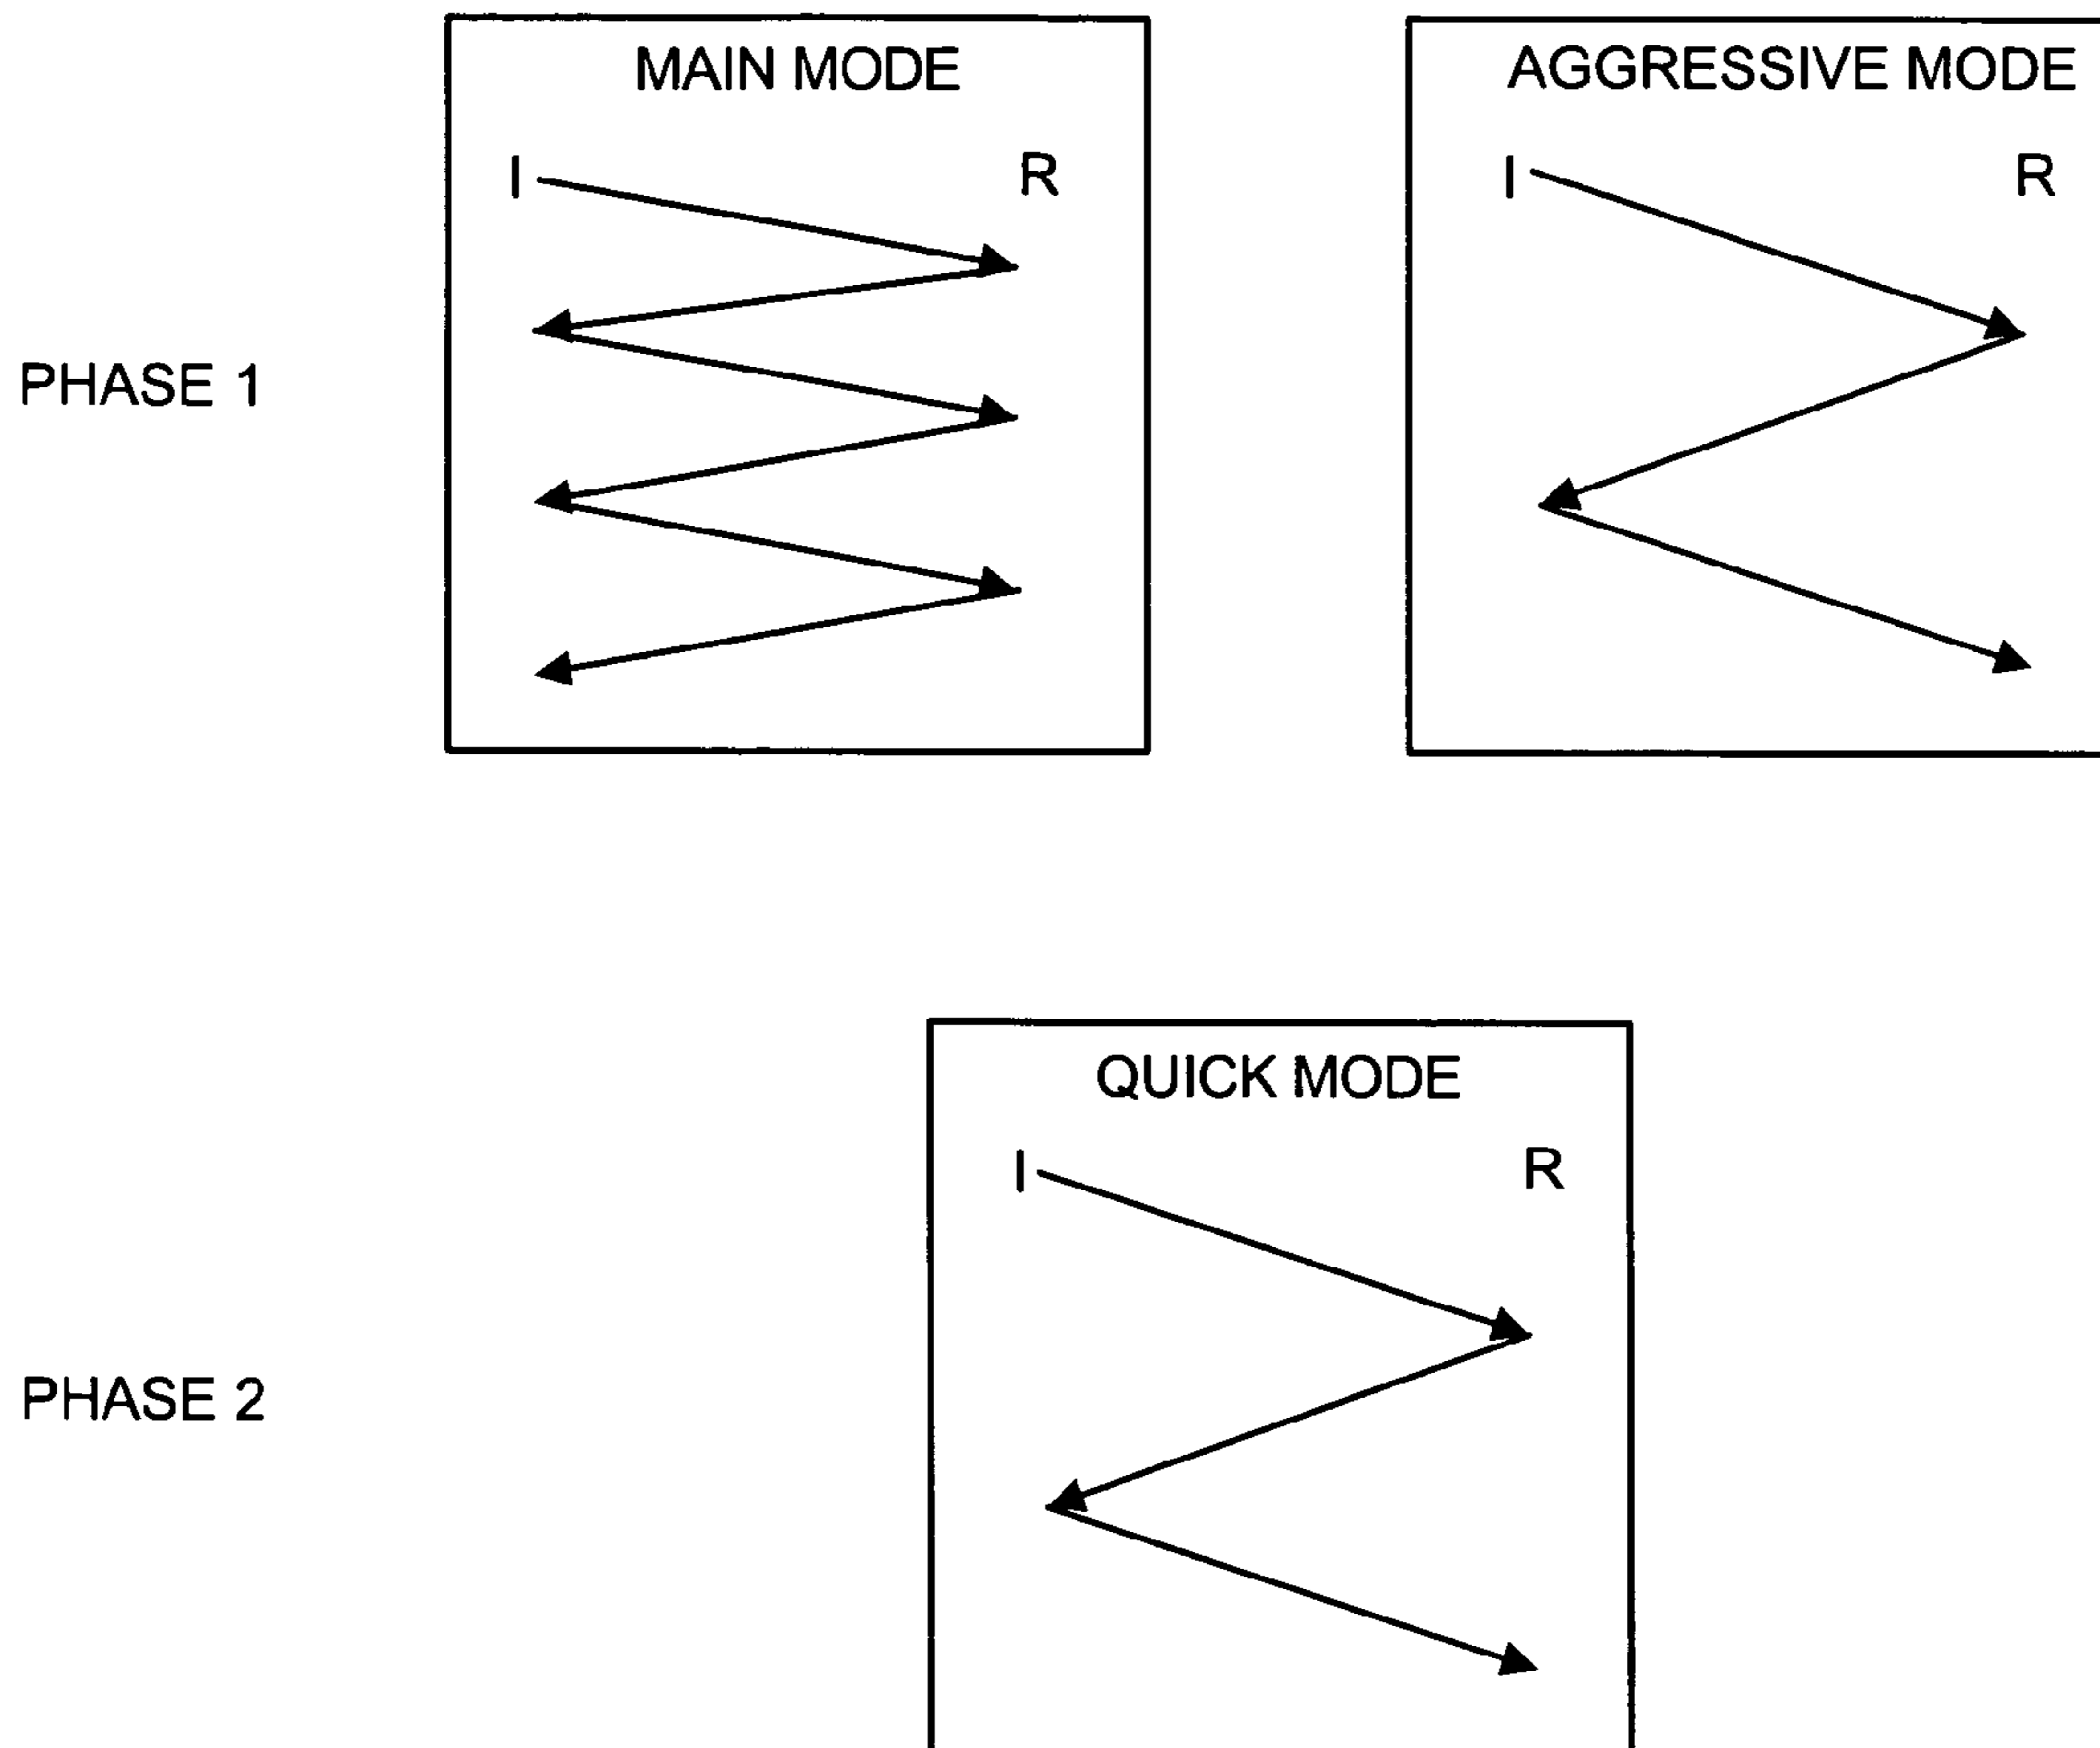 MAIN MODE
AGGRESSIVE MODE
I R
I R
PHASE 1
QUICK MODE
I R
PHASE 2